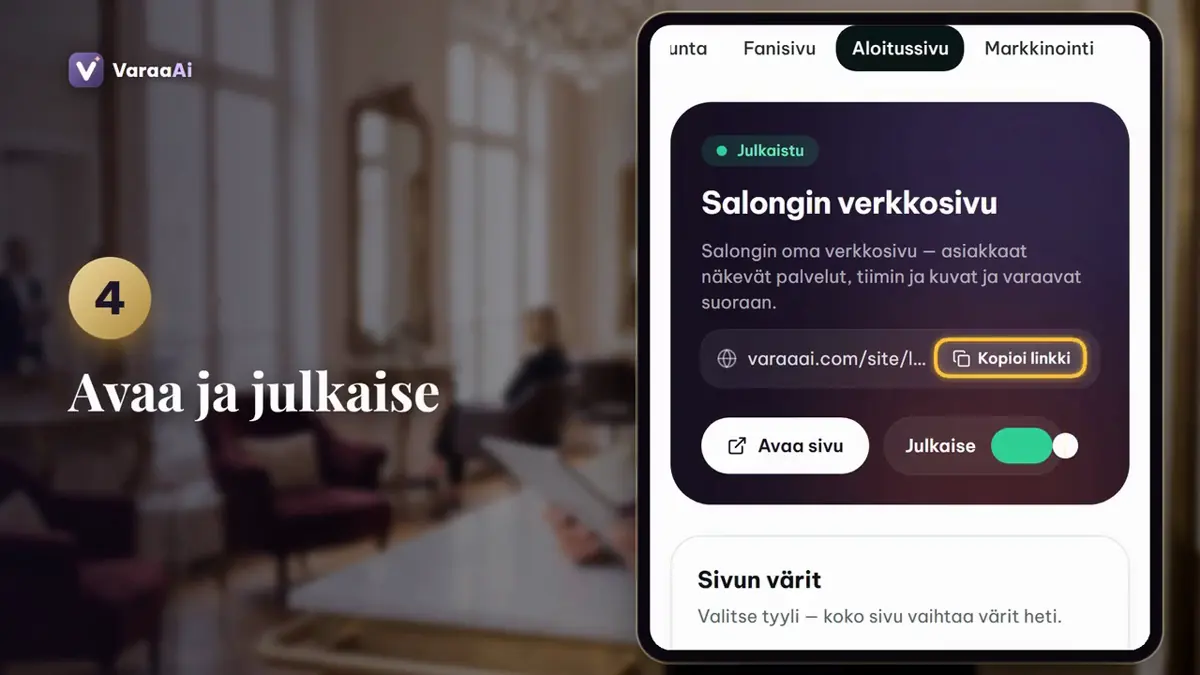 VaraaAi
4
Avaa ja julkaise
unta Fanisivu Aloitussivu Markkinointi
Julkaistu
Salongin verkkosivu
Salongin oma verkkosivu — asiakkaat
näkevät palvelut, tiimin ja kuvat ja varaavat
suoraan.
varaaai.com/site/l... Kopioi linkki
Avaa sivu Julkaise
Sivun värit
Valitse tyyli — koko sivu vaihtaa värit heti.